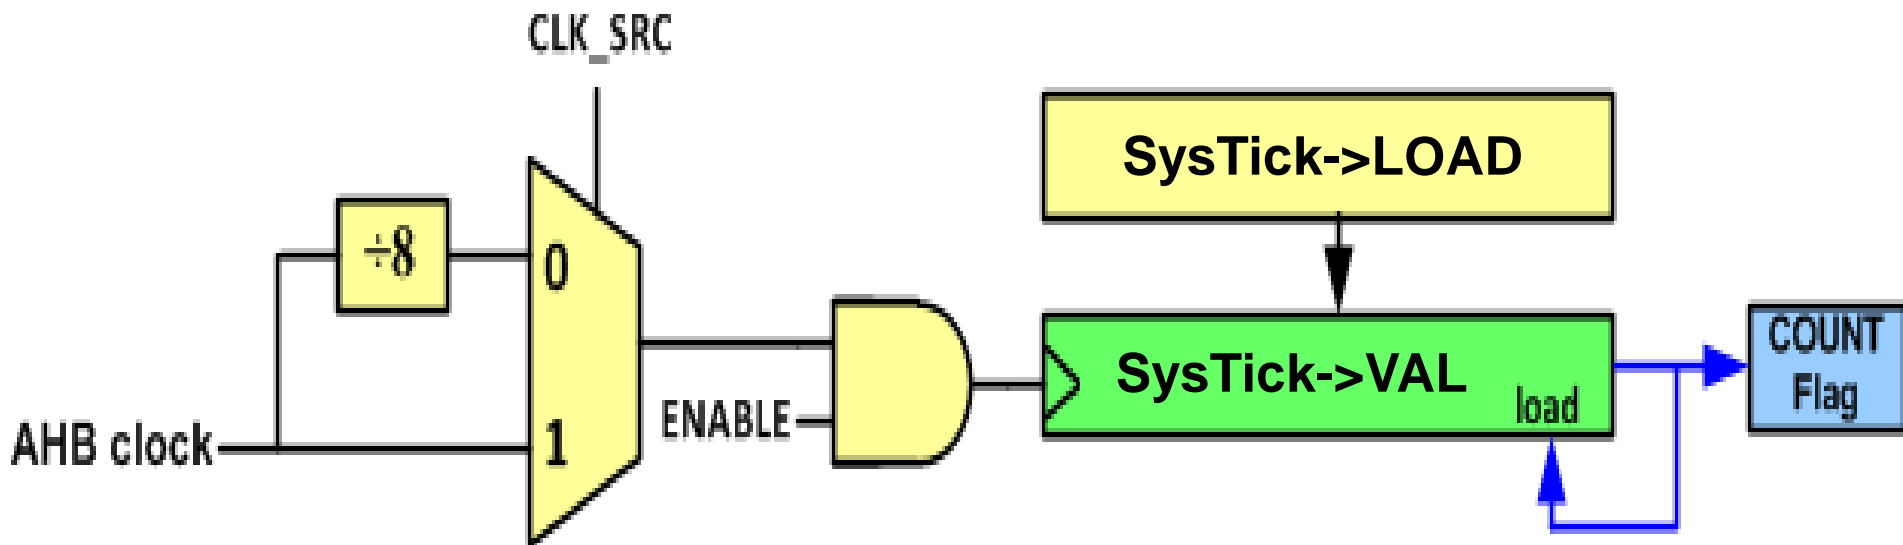 CLK_SRC
SysTick->LOAD
÷8
0
COUNT
Flag
SysTick->VAL
load
ENABLE
1
AHB clock